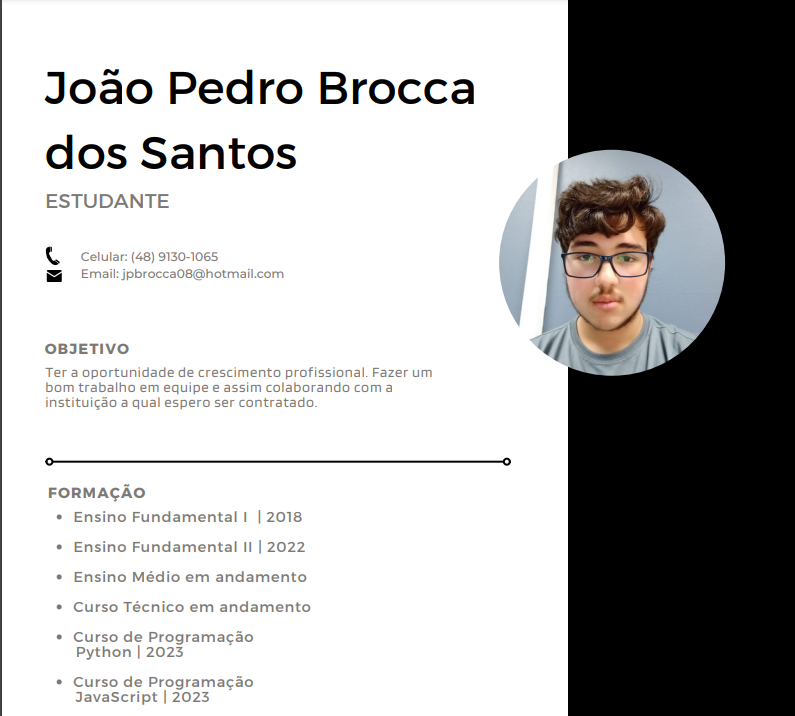 João Pedro Brocca
dos Santos
ESTUDANTE
Celular: (48) 9130-1065
Email: jpbrocca08@hotmail.com
OBJETIVO
Ter a oportunidade de crescimento profissional. Fazer um
bom trabalho em equipe e assim colaborando com a
instituição a qual espero ser contratado.
FORMAÇÃO
• Ensino Fundamental I | 2018
• Ensino Fundamental II | 2022
• Ensino Médio em andamento
• Curso Técnico em andamento
• Curso de Programação
Python | 2023
• Curso de Programação
JavaScript | 2023